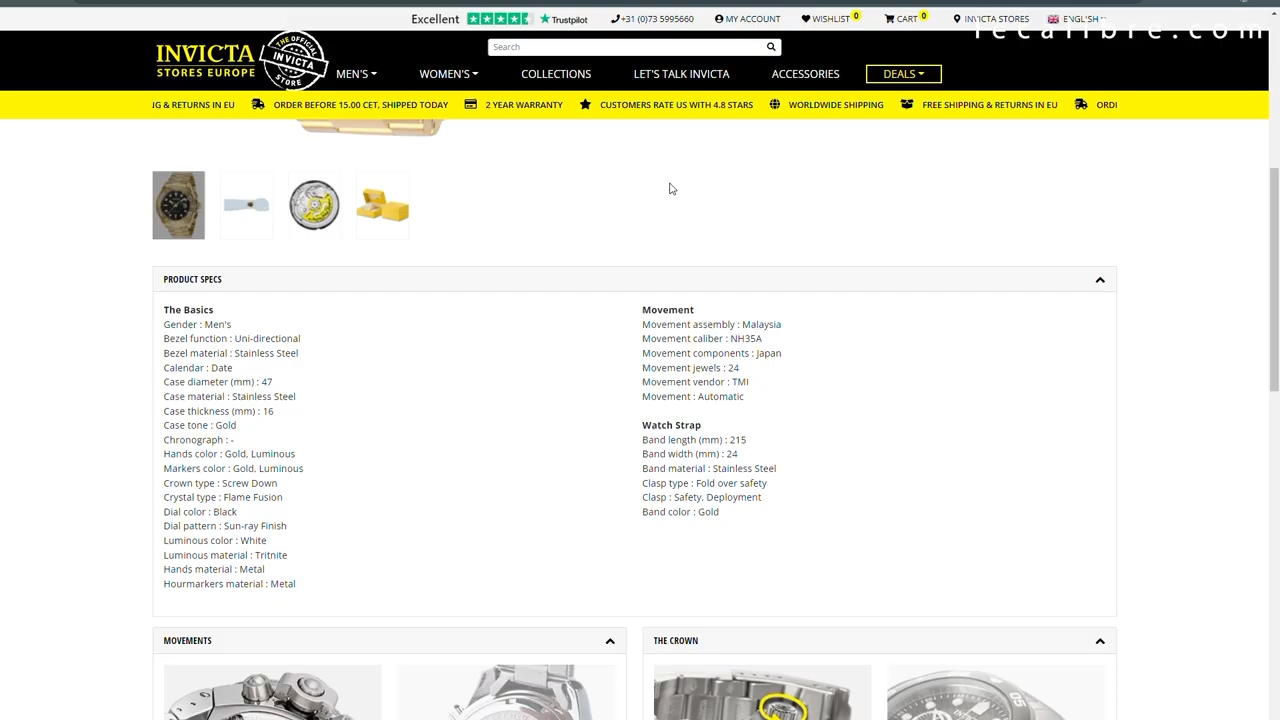 Excellent Trustpilot +31 (0)73 5995660 MY ACCOUNT WISHLIST 0 CART 0 INVICTA STORES ENGLISH
recalibre.com
INVICTA
STORES EUROPE
THE OFFICIAL
INVICTA
STORE
Search
MEN'S WOMEN'S COLLECTIONS LET'S TALK INVICTA ACCESSORIES DEALS
& RETURNS IN EU ORDER BEFORE 15.00 CET, SHIPPED TODAY 2 YEAR WARRANTY CUSTOMERS RATE US WITH 4.8 STARS WORLDWIDE SHIPPING FREE SHIPPING & RETURNS IN EU ORDI
PRODUCT SPECS
The Basics
Gender : Men's
Bezel function : Uni-directional
Bezel material : Stainless Steel
Calendar : Date
Case diameter (mm) : 47
Case material : Stainless Steel
Case thickness (mm) : 16
Case tone : Gold
Chronograph : -
Hands color : Gold, Luminous
Markers color : Gold, Luminous
Crown type : Screw Down
Crystal type : Flame Fusion
Dial color : Black
Dial pattern : Sun-ray Finish
Luminous color : White
Luminous material : Tritnite
Hands material : Metal
Hourmarkers material : Metal
Movement
Movement assembly : Malaysia
Movement caliber : NH35A
Movement components : Japan
Movement jewels : 24
Movement vendor : TMI
Movement : Automatic
Watch Strap
Band length (mm) : 215
Band width (mm) : 24
Band material : Stainless Steel
Clasp type : Fold over safety
Clasp : Safety. Deployment
Band color : Gold
MOVEMENTS
THE CROWN